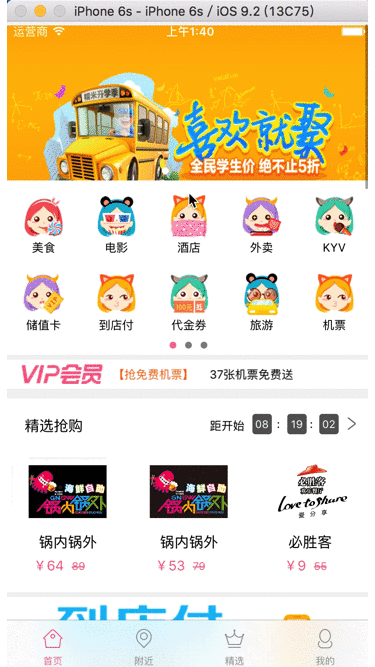 iPhone 6s - iPhone 6s / iOS 9.2 (13C75)
运营商 上午1:40
糯米开学季
喜欢就聚
全民学生价 绝不止5折
美食 电影 酒店 外卖 KYV
100元 抵
储值卡 到店付 代金券 旅游 机票
VIP会员 【抢免费机票】 37张机票免费送
精选抢购 距开始 08 : 19 : 02
海鲜自助 海鲜自助 必胜客
锅内锅外 锅内锅外 Love to share
爱分享
锅内锅外 锅内锅外 必胜客
¥64 89 ¥53 79 ¥9 55
到店付
首页 附近 精选 我的